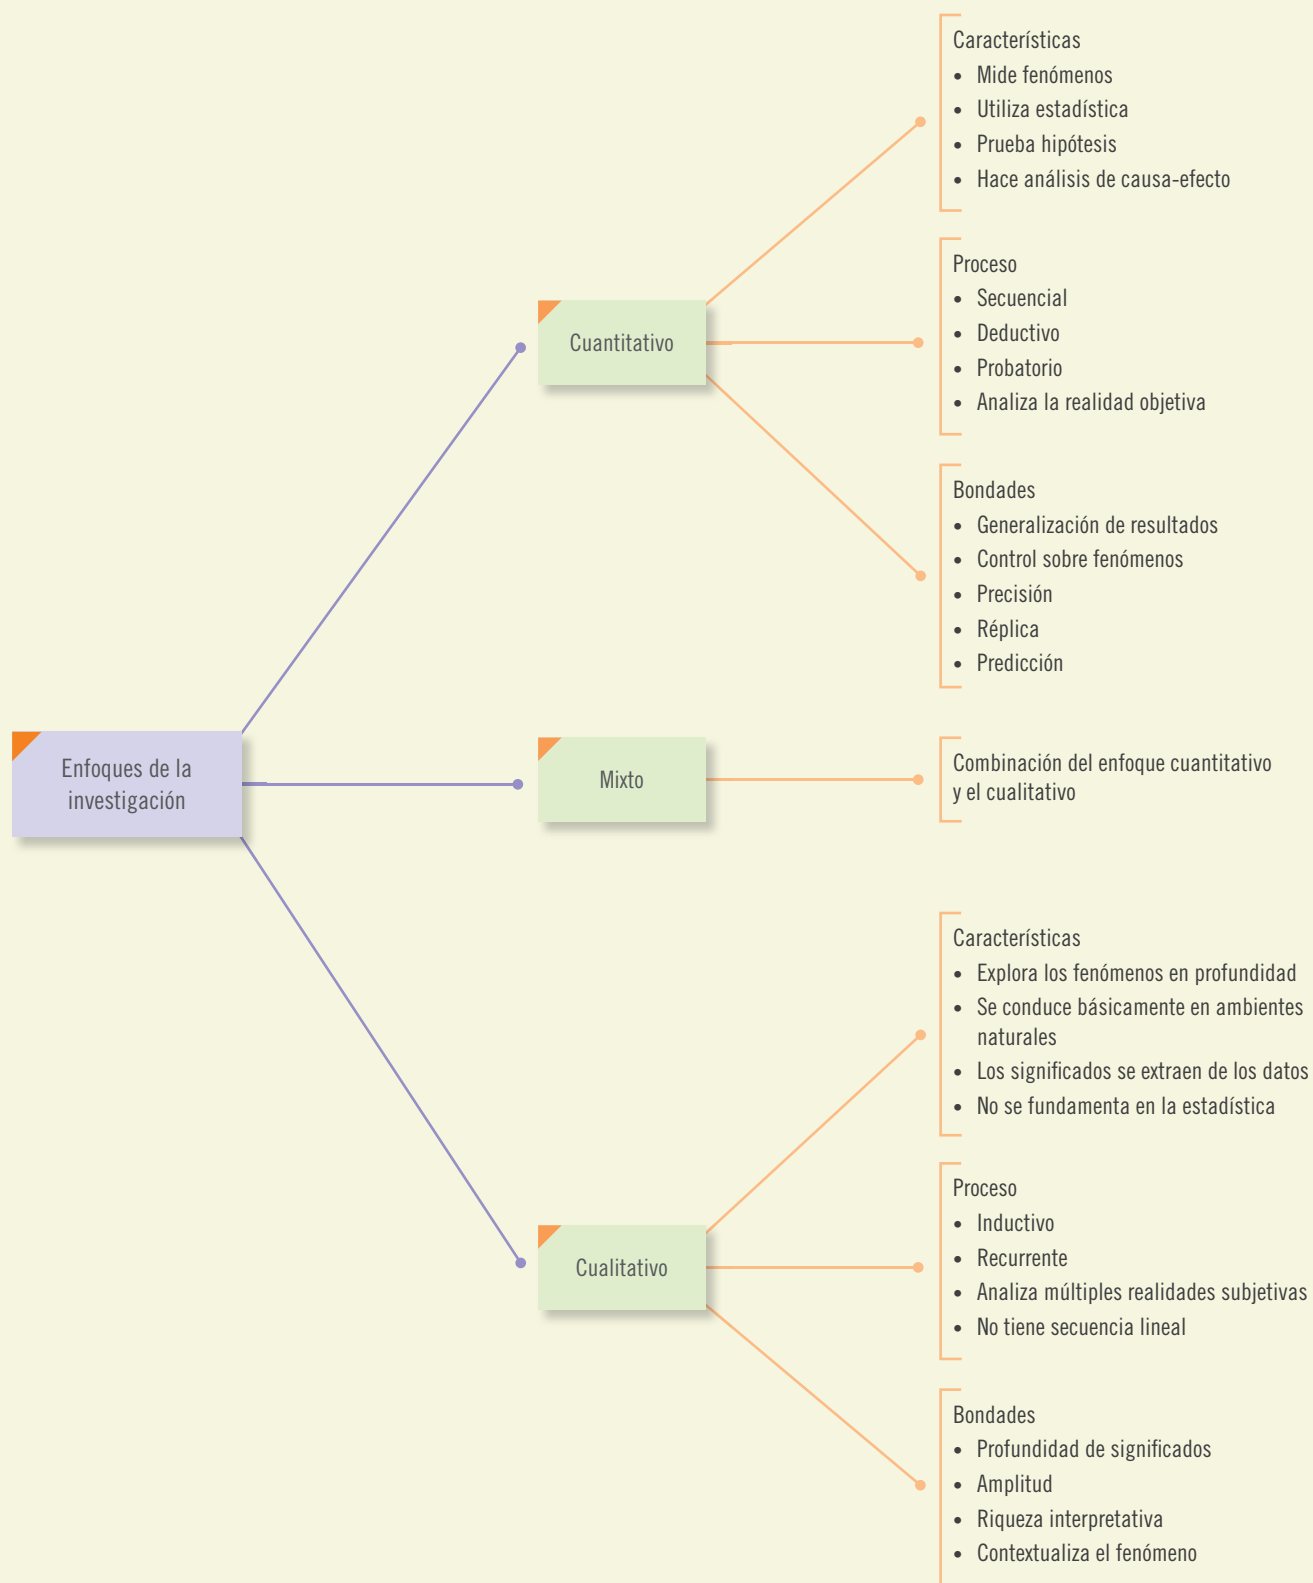 Características
• Mide fenómenos
• Utiliza estadística
• Prueba hipótesis
• Hace análisis de causa-efecto
Proceso
• Secuencial
• Deductivo
• Probatorio
• Analiza la realidad objetiva
Cuantitativo
Bondades
• Generalización de resultados
• Control sobre fenómenos
• Precisión
• Réplica
• Predicción
Enfoques de la
investigación
Mixto
Combinación del enfoque cuantitativo
y el cualitativo
Características
• Explora los fenómenos en profundidad
• Se conduce básicamente en ambientes
naturales
• Los significados se extraen de los datos
• No se fundamenta en la estadística
Proceso
• Inductivo
• Recurrente
• Analiza múltiples realidades subjetivas
• No tiene secuencia lineal
Cualitativo
Bondades
• Profundidad de significados
• Amplitud
• Riqueza interpretativa
• Contextualiza el fenómeno